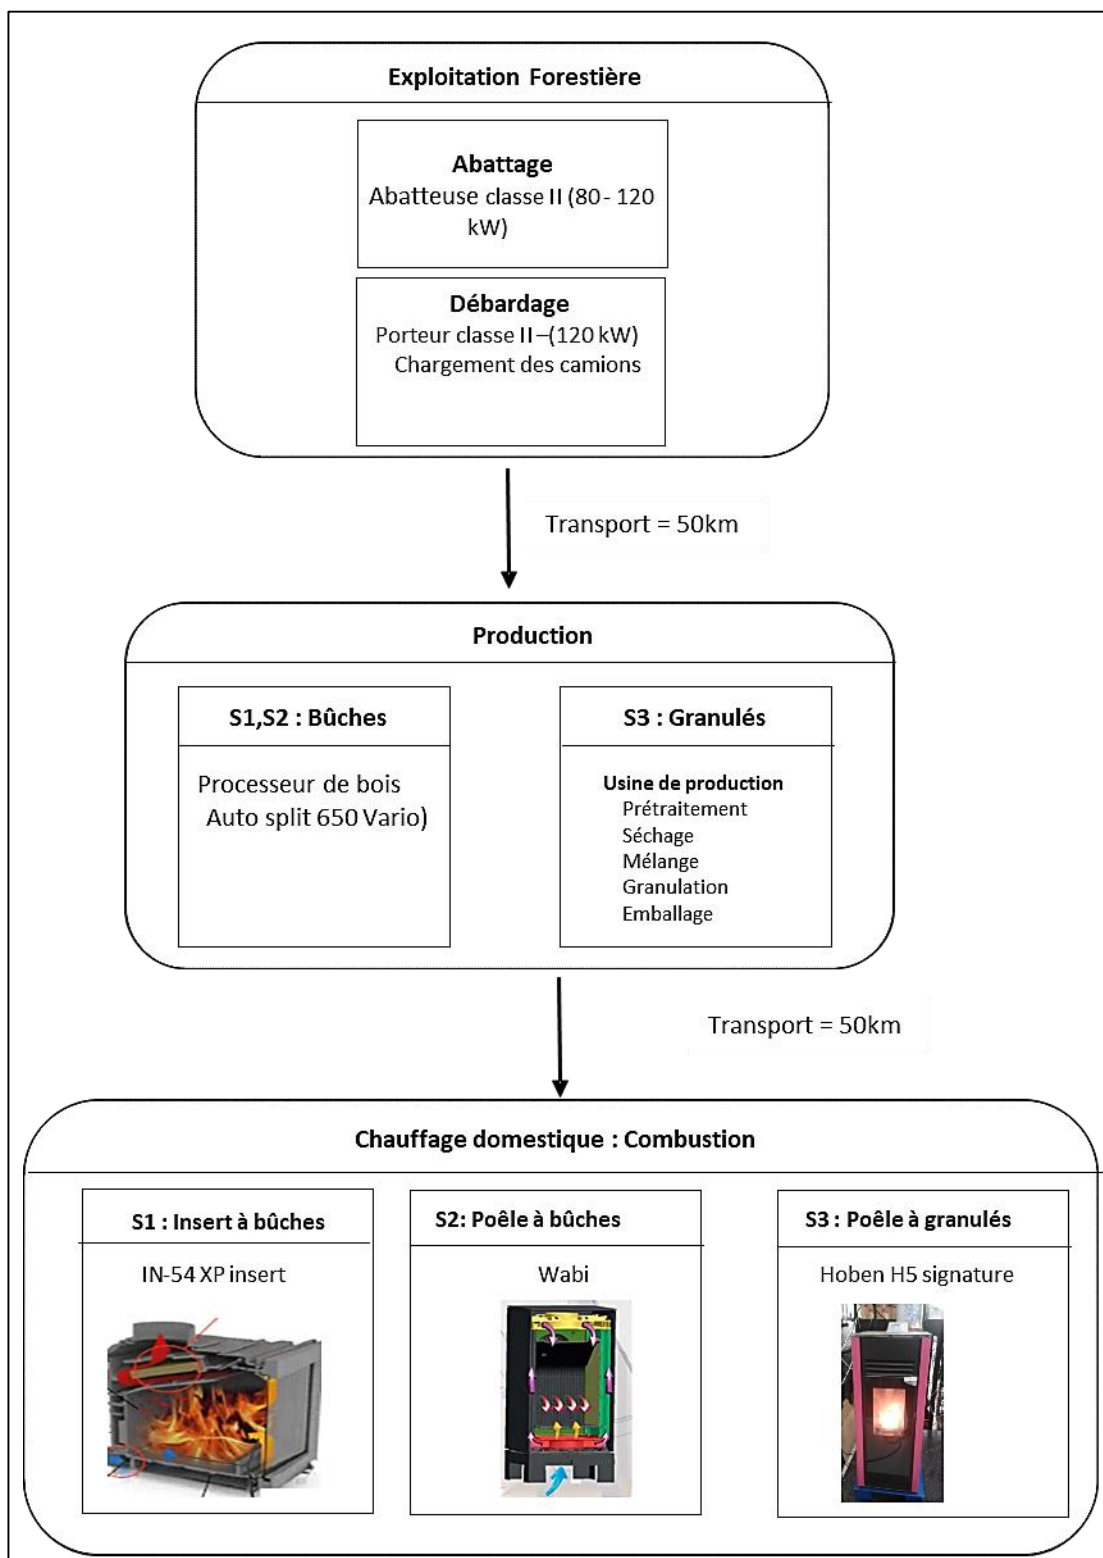 Exploitation Forestière
Abattage
Abatteuse classe II (80 - 120
kW)
Débardage
Porteur classe II –(120 kW)
Chargement des camions
Transport = 50km
Production
S1,S2 : Bûches
Processeur de bois
Auto split 650 Vario)
S3 : Granulés
Usine de production
Prétraitement
Séchage
Mélange
Granulation
Emballage
Transport = 50km
Chauffage domestique : Combustion
S1 : Insert à bûches
IN-54 XP insert
S2: Poêle à bûches
Wabi
S3 : Poêle à granulés
Hoben H5 signature